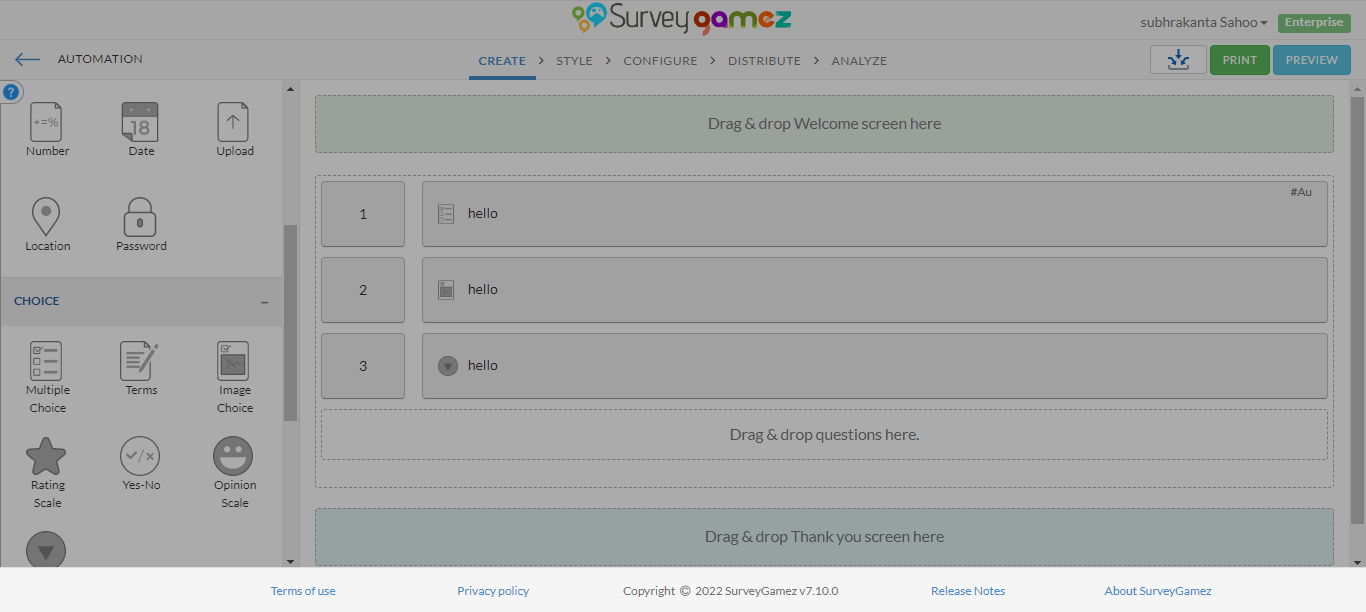 Survey gamez
subhrakanta Sahoo
Enterprise
AUTOMATION
CREATE > STYLE > CONFIGURE > DISTRIBUTE > ANALYZE
PRINT
PREVIEW
?
+=%
18
Number
Date
Upload
Location
Password
CHOICE
Multiple
Choice
Terms
Image
Choice
Rating
Scale
Yes-No
Opinion
Scale
Drag & drop Welcome screen here
1
hello
#Au
2
hello
3
hello
Drag & drop questions here.
Drag & drop Thank you screen here
Terms of use
Privacy policy
Copyright © 2022 SurveyGamez v7.10.0
Release Notes
About SurveyGamez